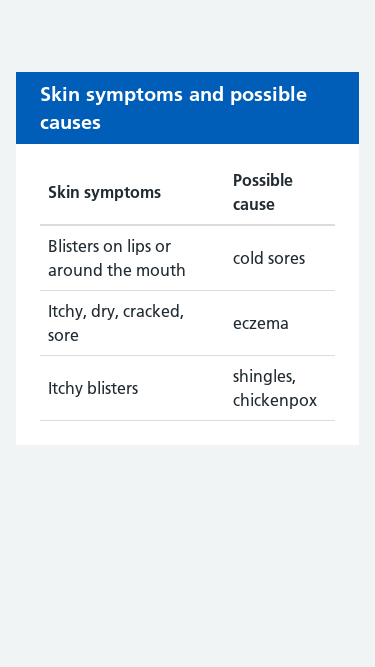 Skin symptoms and possible
causes
Skin symptoms
Possible
cause
Blisters on lips or
around the mouth
cold sores
Itchy, dry, cracked,
sore
eczema
Itchy blisters
shingles,
chickenpox